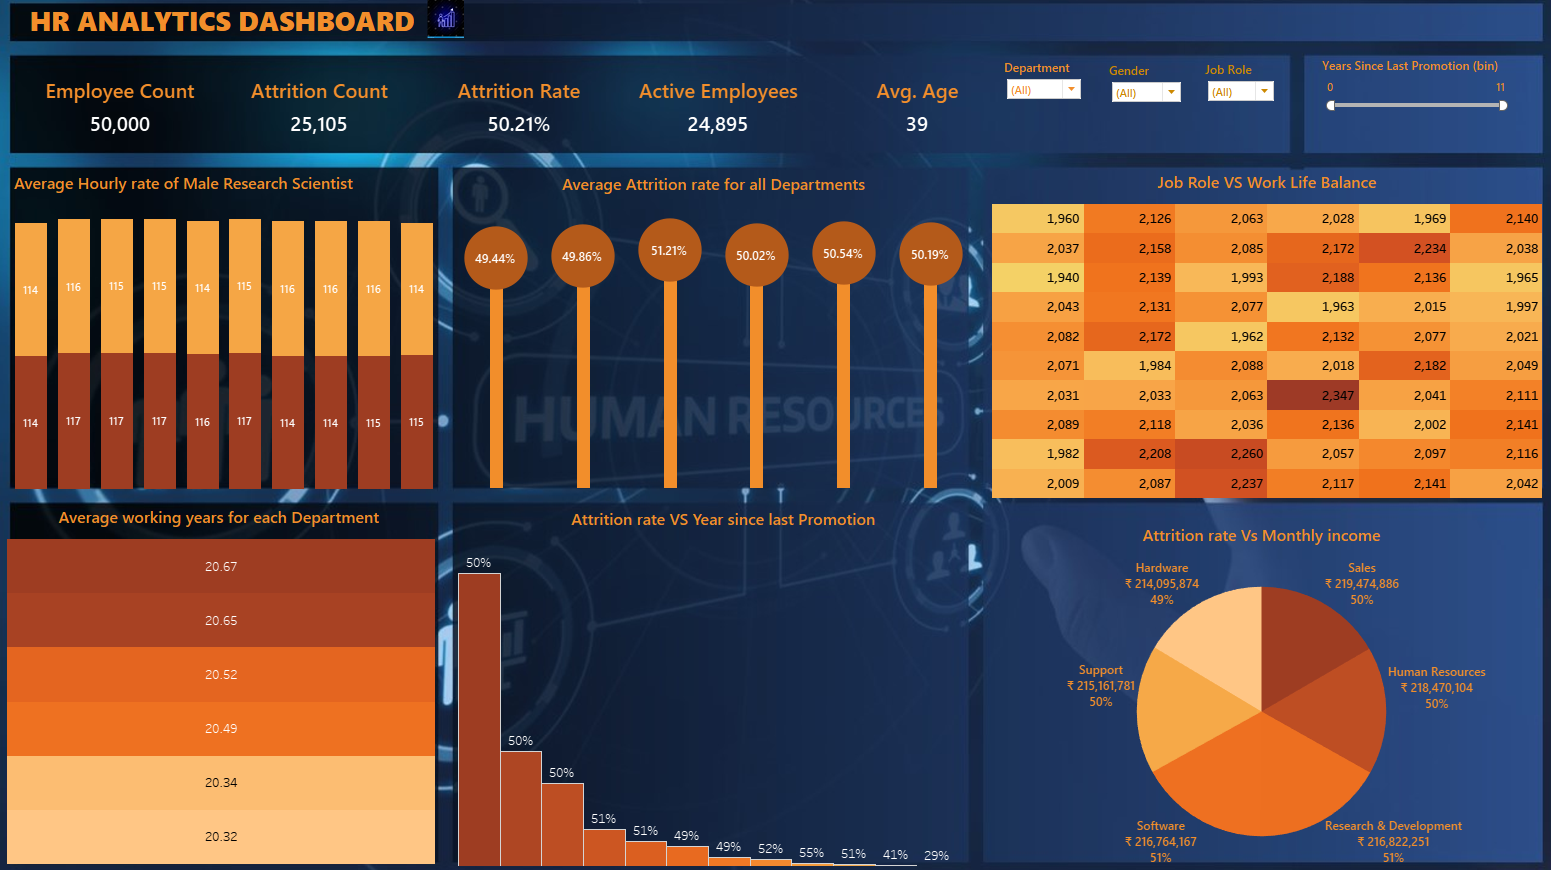 HR ANALYTICS DASHBOARD
Employee Count
50,000
Attrition Count
25,105
Attrition Rate
50.21%
Active Employees
24,895
Avg. Age
39
Department
(All)
Gender
(All)
Job Role
(All)
Years Since Last Promotion (bin)
0 11
Average Hourly rate of Male Research Scientist
114 116 115 115 114 115 116 116 116 114
114 117 117 117 116 117 114 114 115 115
Average Attrition rate for all Departments
49.44% 49.86% 51.21% 50.02% 50.54% 50.19%
HUMAN RESOURCES
Job Role VS Work Life Balance
1,960 2,126 2,063 2,028 1,969 2,140
2,037 2,158 2,085 2,172 2,234 2,038
1,940 2,139 1,993 2,188 2,136 1,965
2,043 2,131 2,077 1,963 2,015 1,997
2,082 2,172 1,962 2,132 2,077 2,021
2,071 1,984 2,088 2,018 2,182 2,049
2,031 2,033 2,063 2,347 2,041 2,111
2,089 2,118 2,036 2,136 2,002 2,141
1,982 2,208 2,260 2,057 2,097 2,116
2,009 2,087 2,237 2,117 2,141 2,042
Average working years for each Department
20.67
20.65
20.52
20.49
20.34
20.32
Attrition rate VS Year since last Promotion
50% 50% 50% 51% 51% 49% 49% 52% 55% 51% 41% 29%
Attrition rate Vs Monthly income
Hardware
₹ 214,095,874
49%
Sales
₹ 219,474,886
50%
Support
₹ 215,161,781
50%
Human Resources
₹ 218,470,104
50%
Software
₹ 216,764,167
51%
Research & Development
₹ 216,822,251
51%